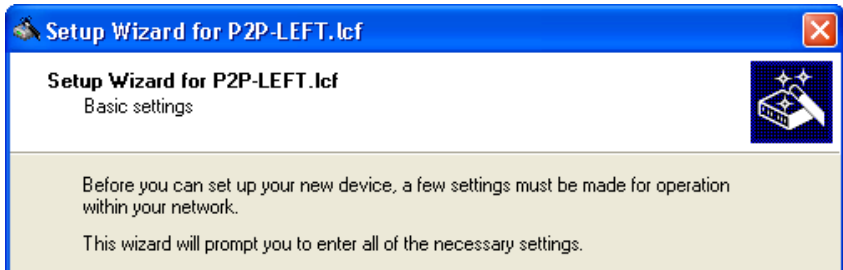 Setup Wizard for P2P-LEFT.lcf
Setup Wizard for P2P-LEFT.lcf
Basic settings
Before you can set up your new device, a few settings must be made for operation
within your network.
This wizard will prompt you to enter all of the necessary settings.